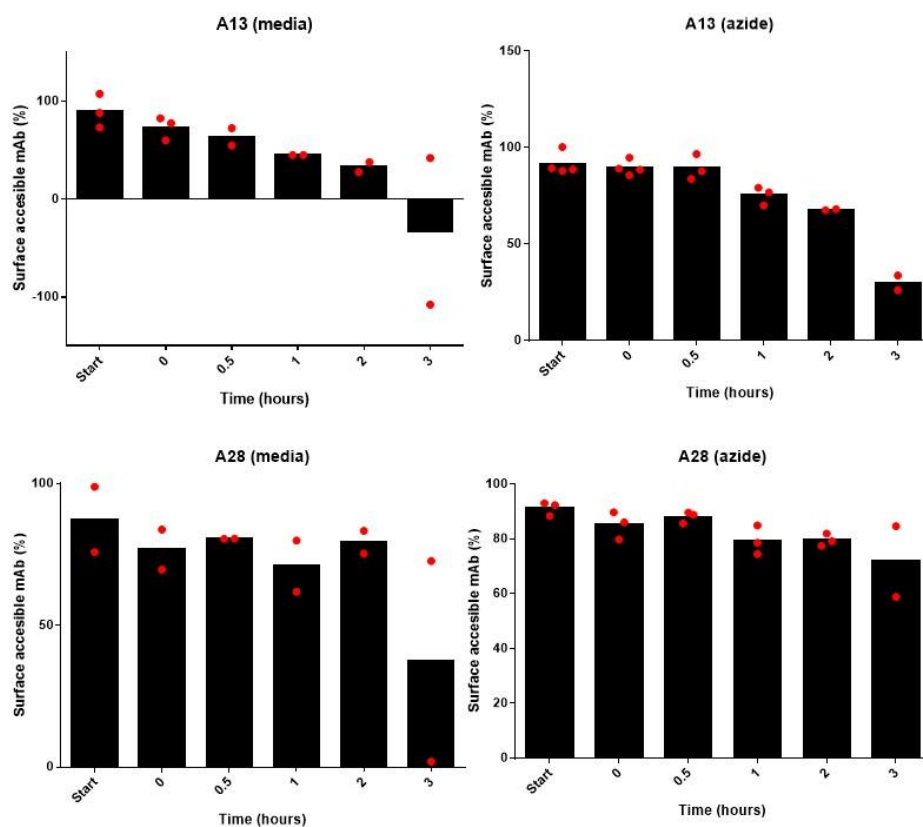 A13 (media)
Surface accesible mAb (%)
100
0
-100
Start
0
0.5
1
2
3
Time (hours)
A13 (azide)
Surface accesible mAb (%)
150
100
50
0
Start
0
0.5
1
2
3
Time (hours)
A28 (media)
Surface accesible mAb (%)
100
50
0
Start
0
0.5
1
2
3
Time (hours)
A28 (azide)
Surface accesible mAb (%)
100
80
60
40
20
0
Start
0
0.5
1
2
3
Time (hours)